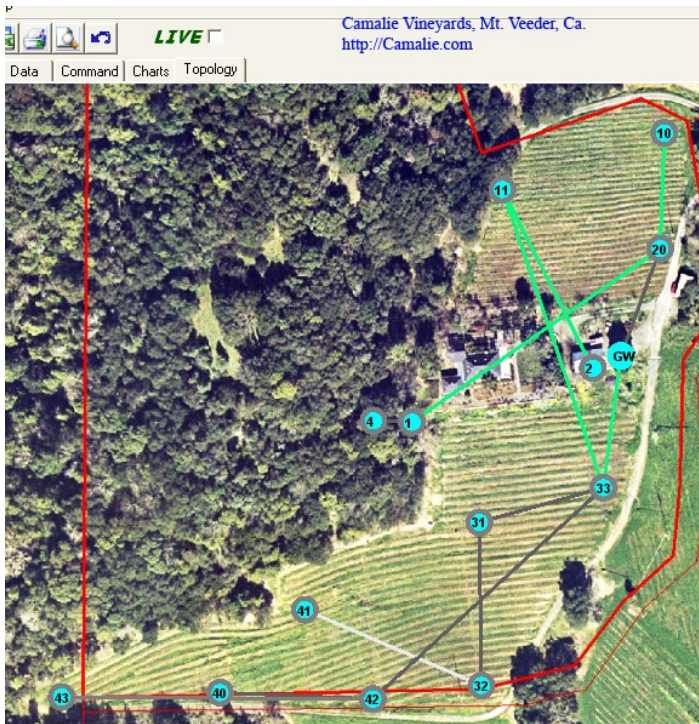 LIVE
Camalie Vineyards, Mt. Veeder, Ca.
http://Camalie.com
Data Command Charts Topology
10
11
20
GW
2
4 1
33
31
41
32
43 40 42